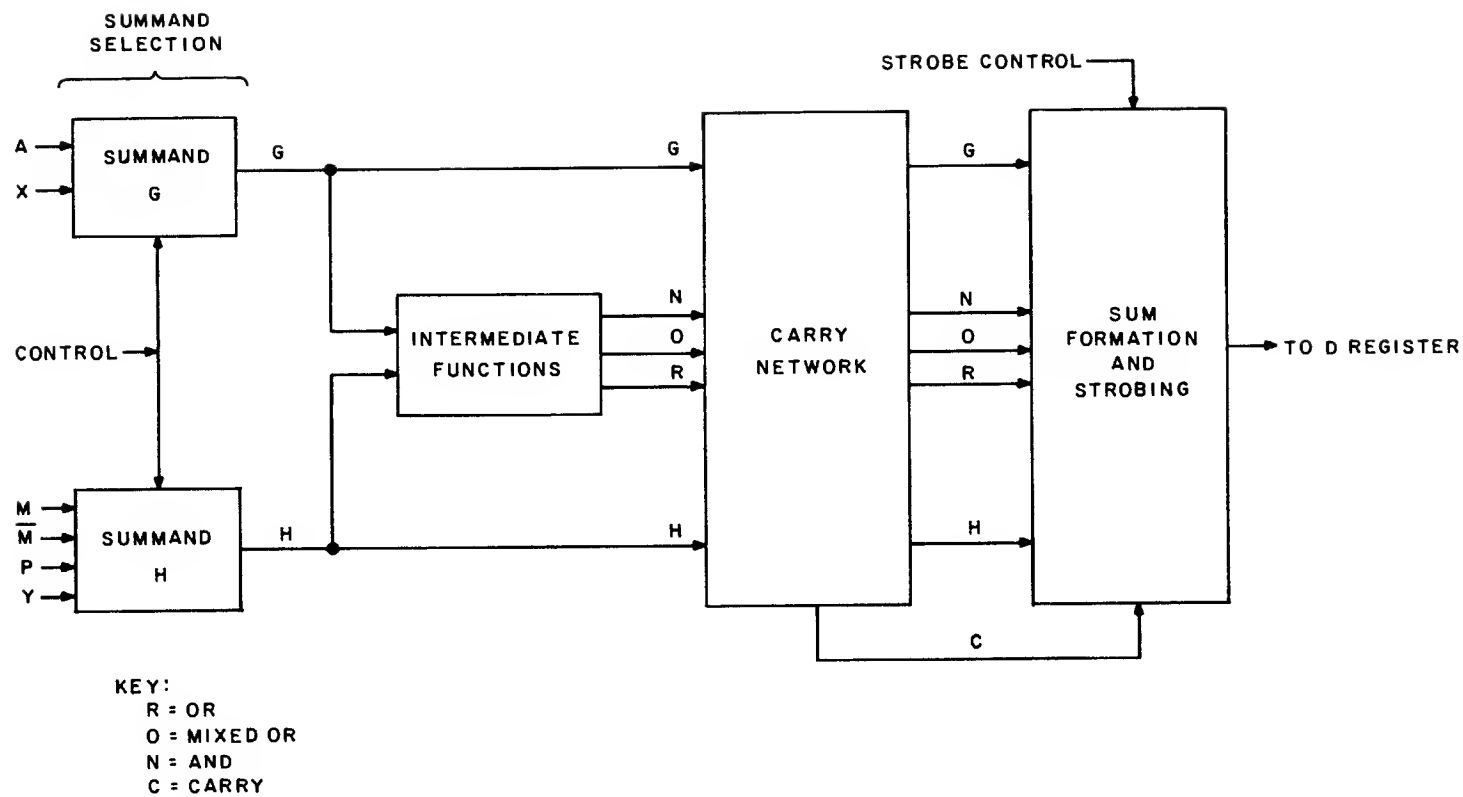 SUMMAND
SELECTION
STROBE CONTROL
A
X
SUMMAND
G
G
G
G
CONTROL
INTERMEDIATE
FUNCTIONS
N
O
R
CARRY
NETWORK
N
O
R
SUM
FORMATION
AND
STROBING
TO D REGISTER
M
M̅
P
Y
SUMMAND
H
H
H
H
C
KEY:
R = OR
O = MIXED OR
N = AND
C = CARRY